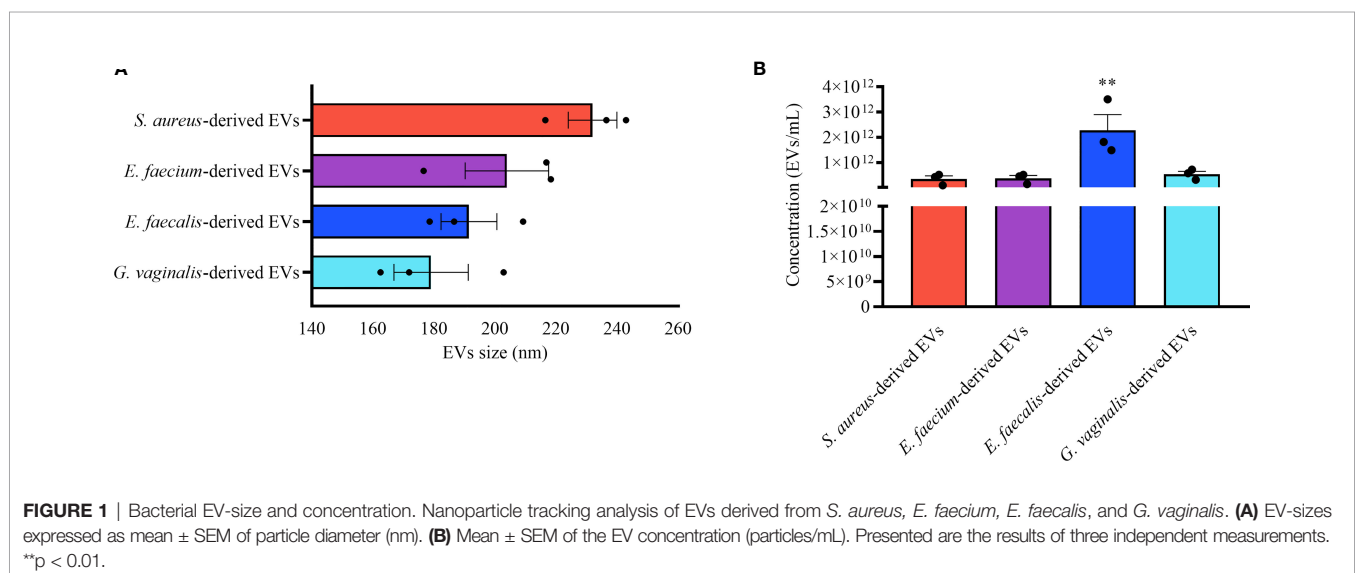 A
S. aureus-derived EVs
E. faecium-derived EVs
E. faecalis-derived EVs
G. vaginalis-derived EVs
140 160 180 200 220 240 260
EVs size (nm)
B
**
Concentration (EVs/mL)
4×10¹²
3×10¹²
2×10¹²
1×10¹²
2×10¹⁰
1.5×10¹⁰
1×10¹⁰
5×10⁹
0
S. aureus-derived EVs
E. faecium-derived EVs
E. faecalis-derived EVs
G. vaginalis-derived EVs
FIGURE 1 | Bacterial EV-size and concentration. Nanoparticle tracking analysis of EVs derived from S. aureus, E. faecium, E. faecalis, and G. vaginalis. (A) EV-sizes
expressed as mean ± SEM of particle diameter (nm). (B) Mean ± SEM of the EV concentration (particles/mL). Presented are the results of three independent measurements.
**p < 0.01.